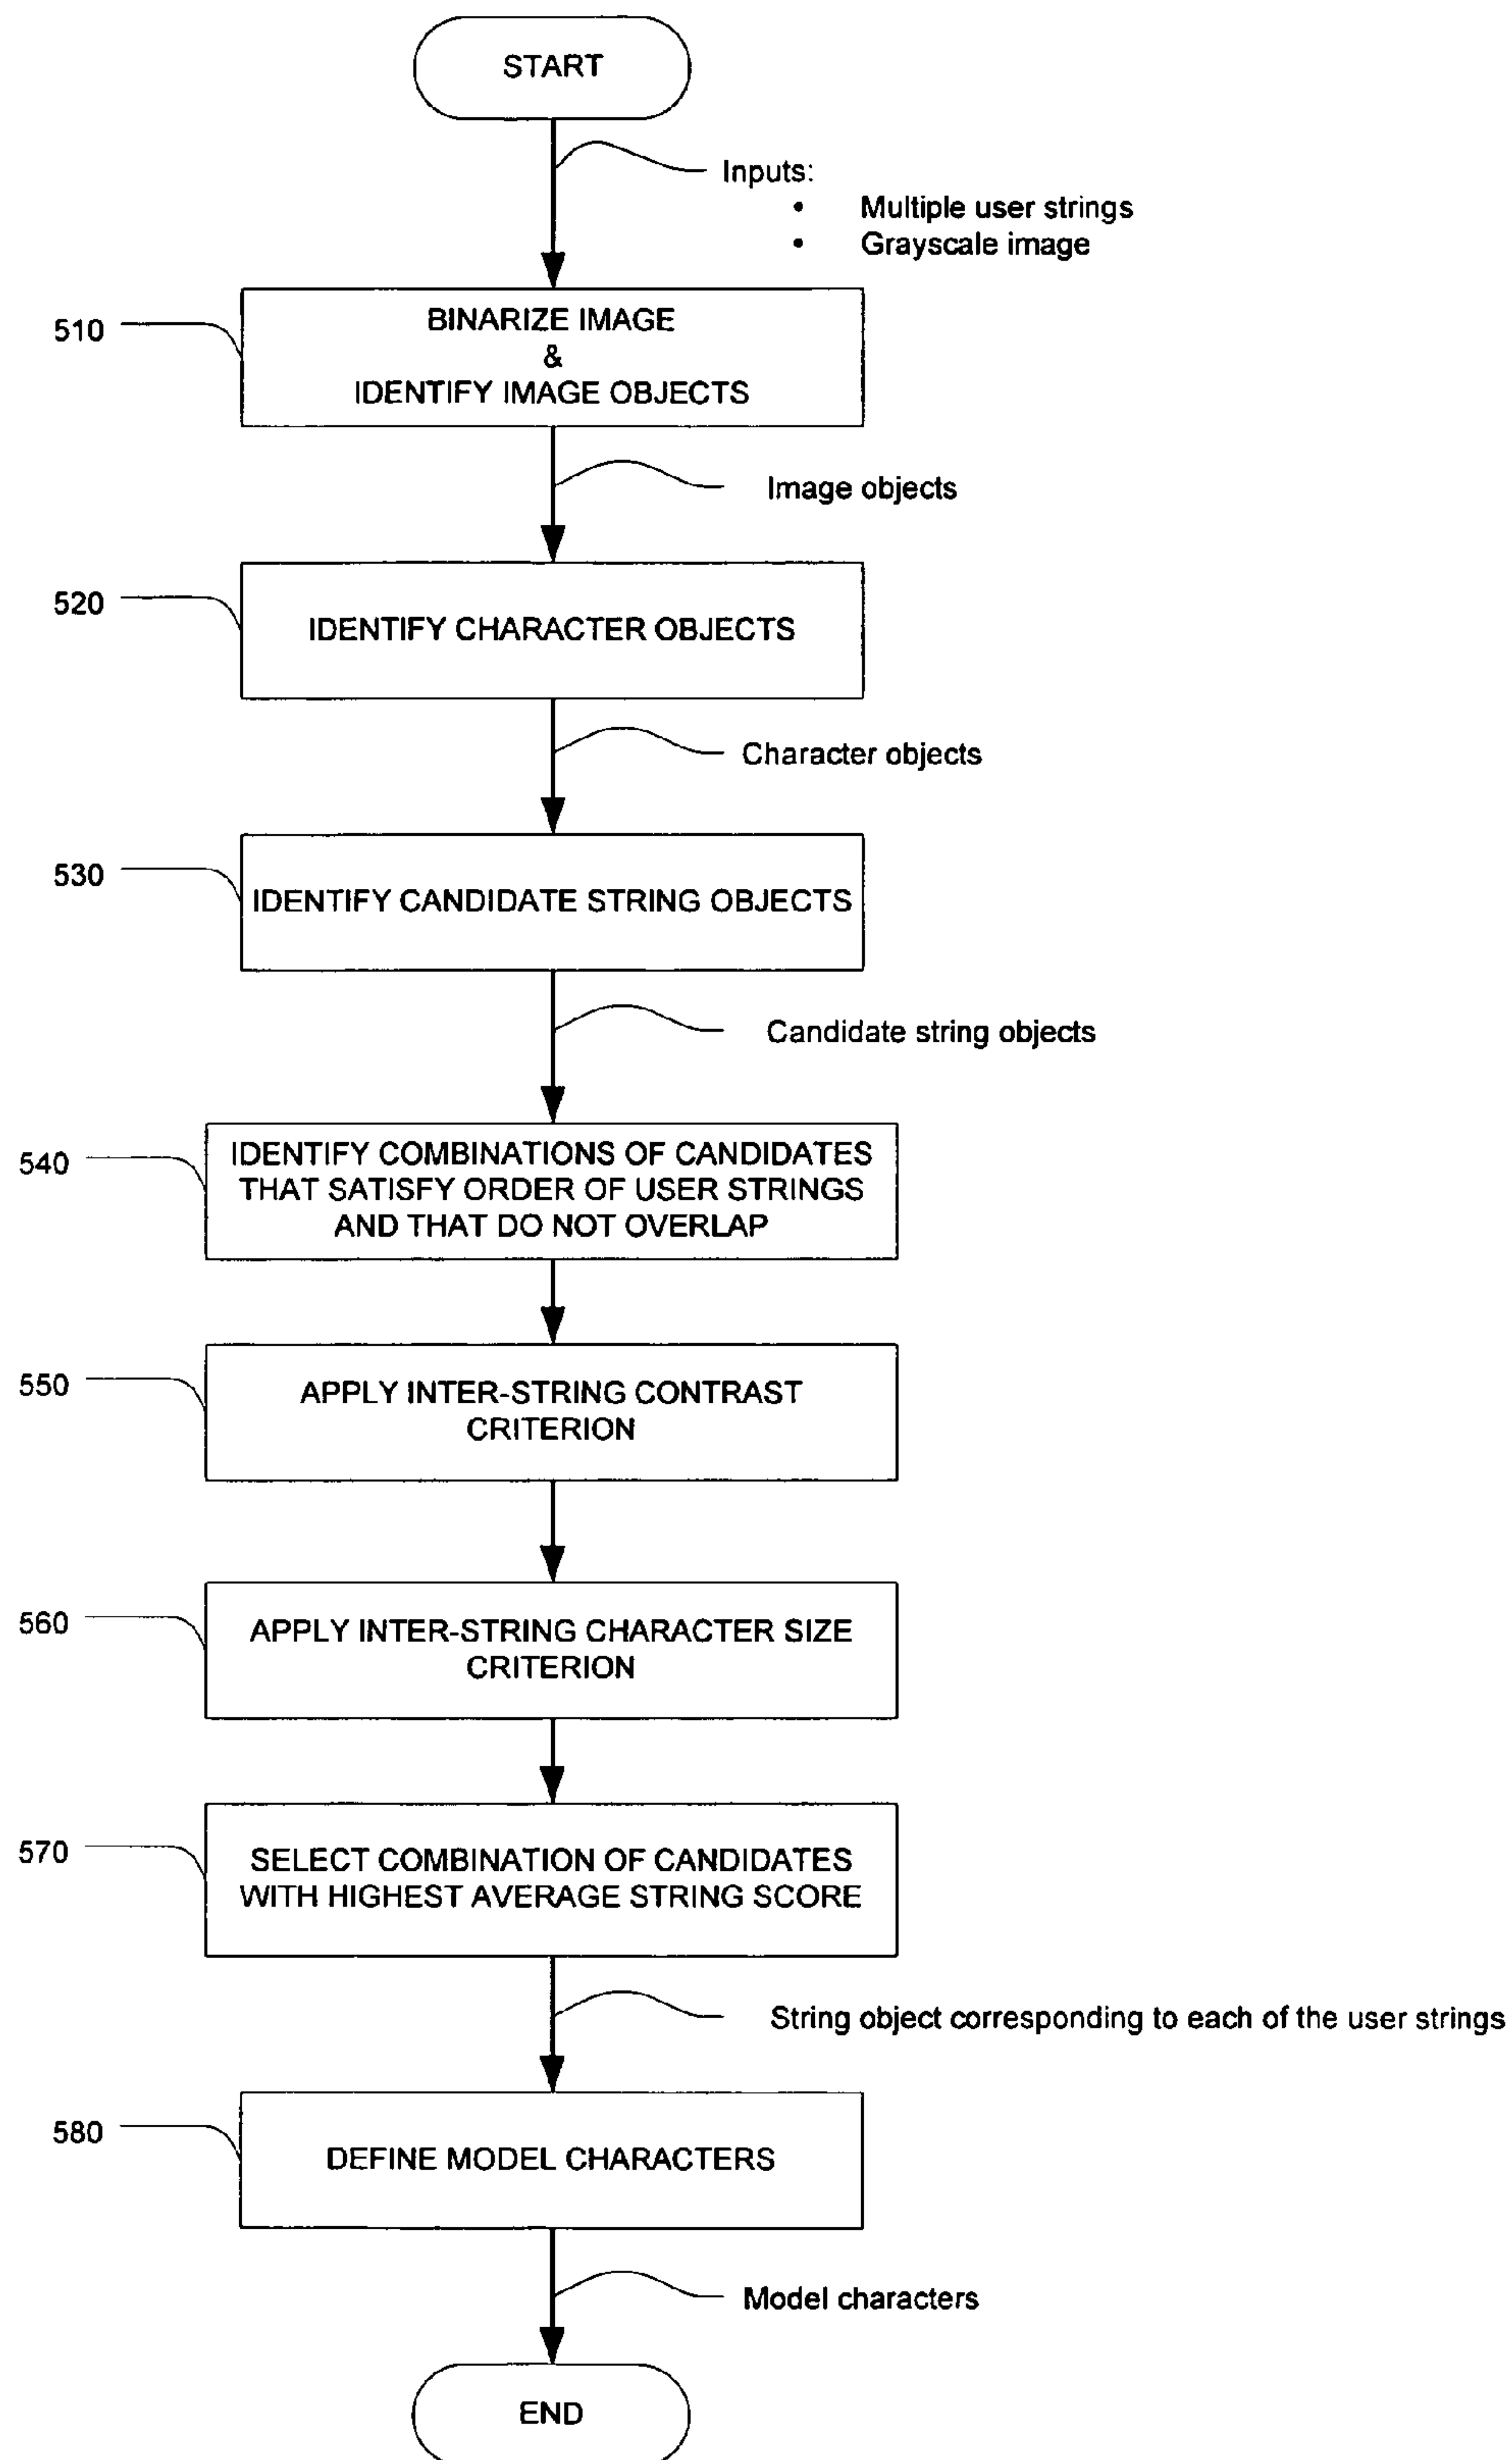 START
Inputs:
• Multiple user strings
• Grayscale image
510
BINARIZE IMAGE
&
IDENTIFY IMAGE OBJECTS
Image objects
520
IDENTIFY CHARACTER OBJECTS
Character objects
530
IDENTIFY CANDIDATE STRING OBJECTS
Candidate string objects
540
IDENTIFY COMBINATIONS OF CANDIDATES
THAT SATISFY ORDER OF USER STRINGS
AND THAT DO NOT OVERLAP
550
APPLY INTER-STRING CONTRAST
CRITERION
560
APPLY INTER-STRING CHARACTER SIZE
CRITERION
570
SELECT COMBINATION OF CANDIDATES
WITH HIGHEST AVERAGE STRING SCORE
String object corresponding to each of the user strings
580
DEFINE MODEL CHARACTERS
Model characters
END